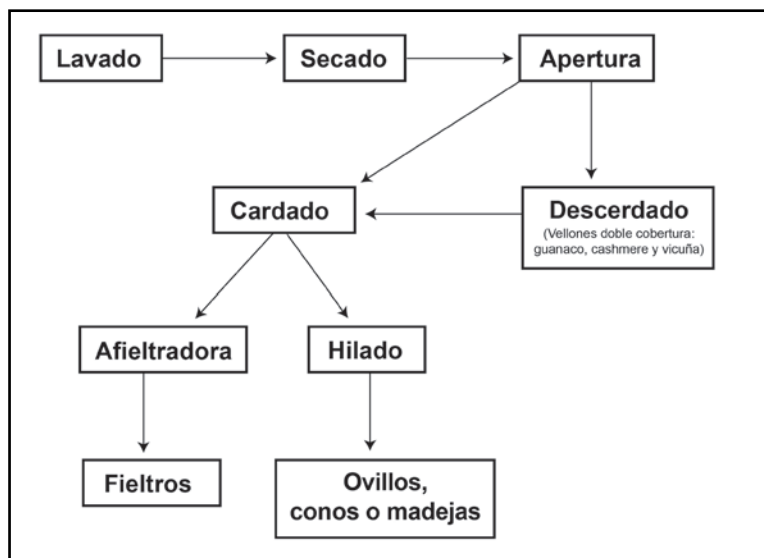 Lavado
Secado
Apertura
Cardado
Descerdado
(Vellones doble cobertura:
guanaco, cashmere y vicuña)
Afieltradora
Hilado
Fieltros
Ovillos,
conos o madejas